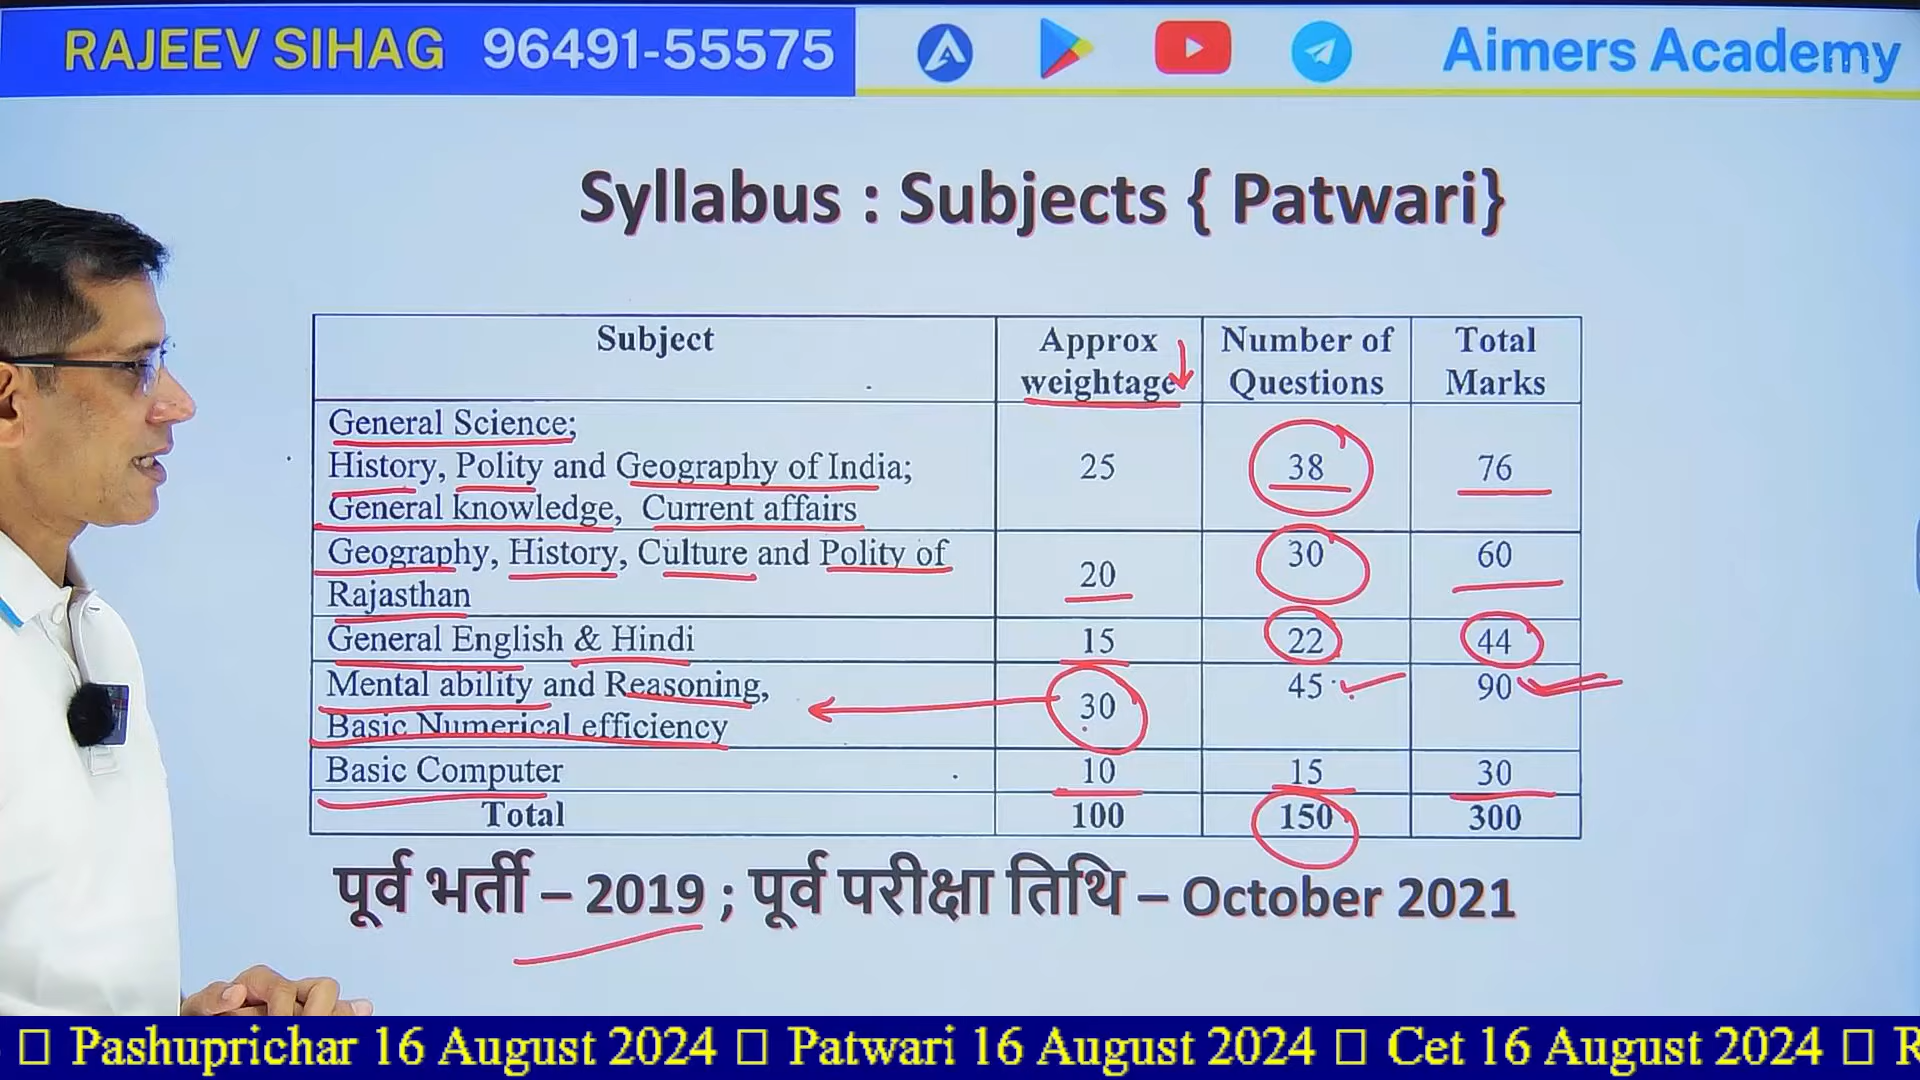 RAJEEV SIHAG 96491-55575 Aimers Academy
Syllabus : Subjects { Patwari}
Subject Approx weightage Number of Questions Total Marks
General Science;
History, Polity and Geography of India; 25 38 76
General knowledge, Current affairs
Geography, History, Culture and Polity of 30 60
Rajasthan 20
General English & Hindi 15 22 44
Mental ability and Reasoning, 45 90
Basic Numerical efficiency 30
Basic Computer 10 15 30
Total 100 150 300
पूर्व भर्ती – 2019 ; पूर्व परीक्षा तिथि – October 2021
Pashuprichar 16 August 2024 Patwari 16 August 2024 Cet 16 August 2024 R